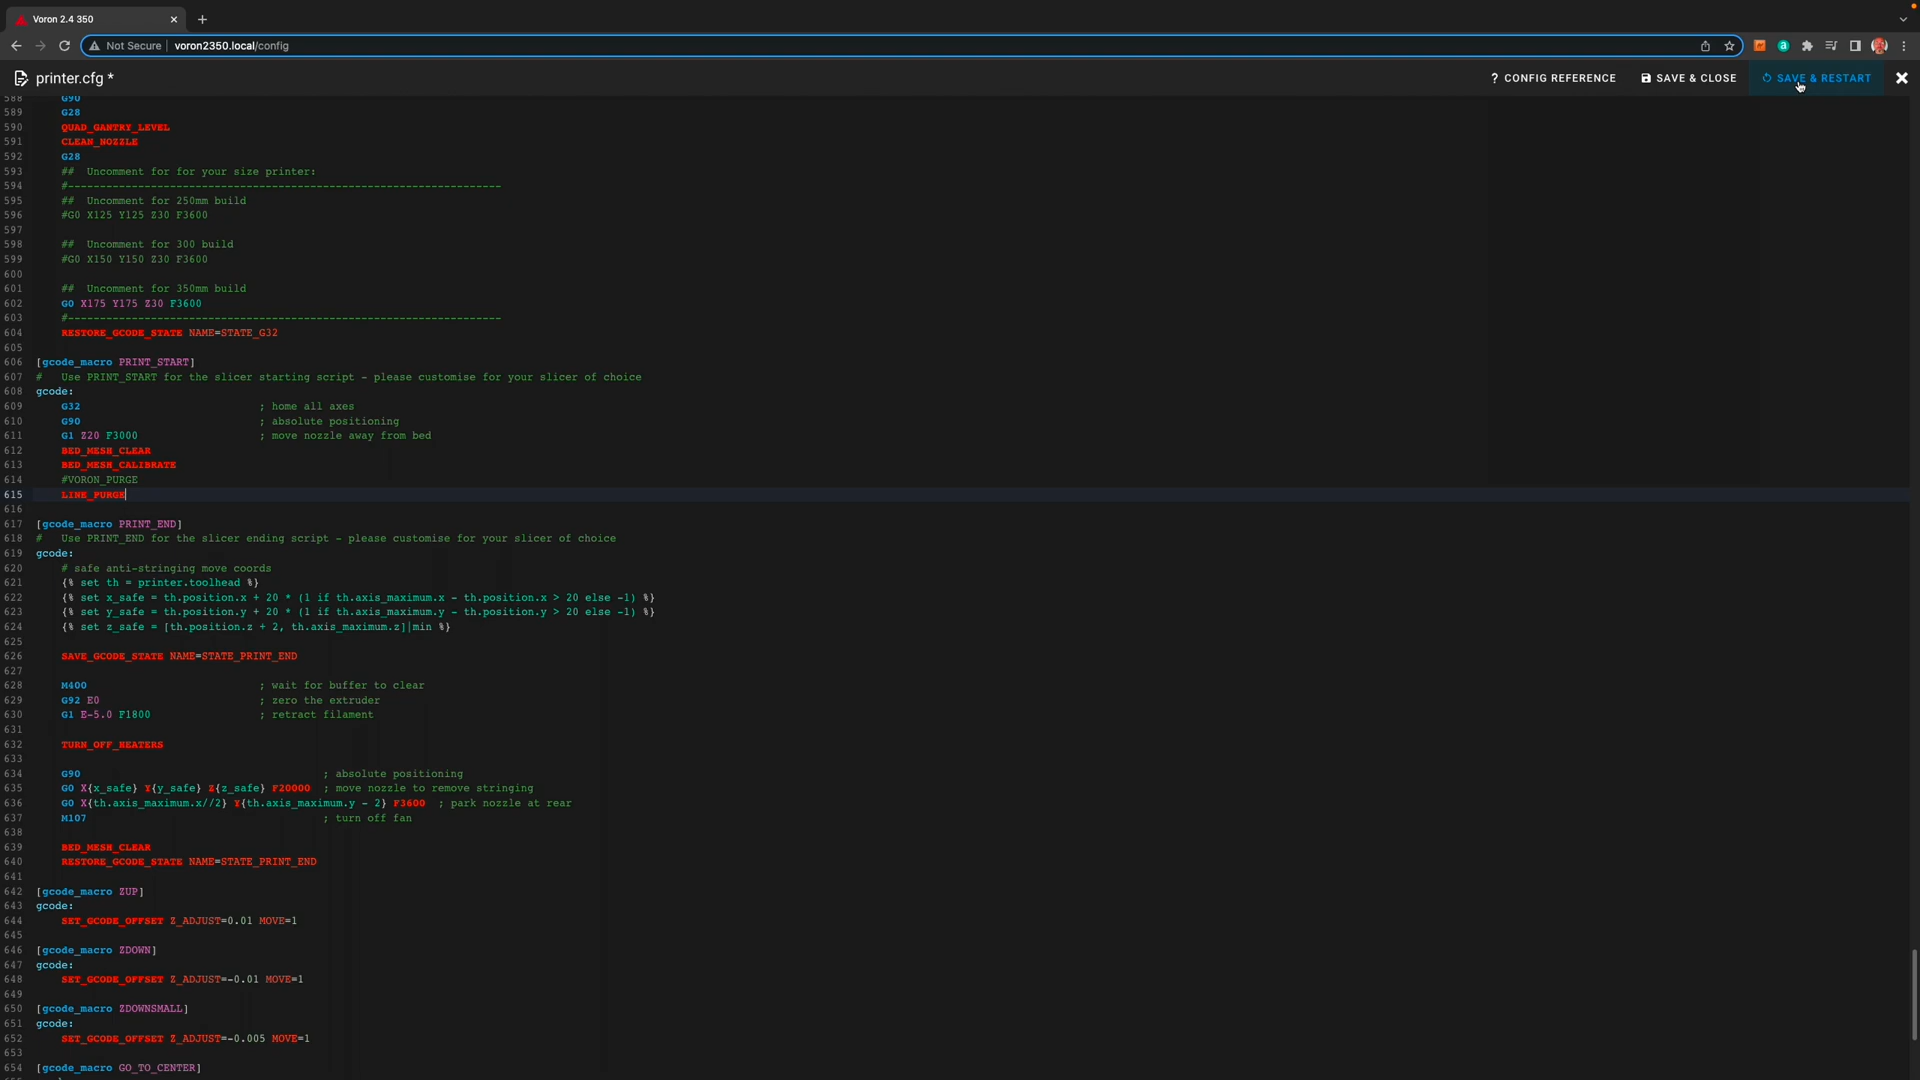 Voron 2.4 350
Not Secure | voron2350.local/config
printer.cfg *
? CONFIG REFERENCE SAVE & CLOSE SAVE & RESTART
588 G90
589 G28
590 QUAD_GANTRY_LEVEL
591 CLEAN_NOZZLE
592 G28
593 ##  Uncomment for for your size printer:
594 #--------------------------------------------------------------------
595 ##  Uncomment for 250mm build
596 #G0 X125 Y125 Z30 F3600
597
598 ##  Uncomment for 300 build
599 #G0 X150 Y150 Z30 F3600
600
601 ##  Uncomment for 350mm build
602 G0 X175 Y175 Z30 F3600
603 #--------------------------------------------------------------------
604 RESTORE_GCODE_STATE NAME=STATE_G32
605
606 [gcode_macro PRINT_START]
607 #   Use PRINT_START for the slicer starting script - please customise for your slicer of choice
608 gcode:
609 G32 ; home all axes
610 G90 ; absolute positioning
611 G1 Z20 F3000 ; move nozzle away from bed
612 BED_MESH_CLEAR
613 BED_MESH_CALIBRATE
614 #VORON_PURGE
615 LINE_PURGE
616
617 [gcode_macro PRINT_END]
618 #   Use PRINT_END for the slicer ending script - please customise for your slicer of choice
619 gcode:
620 # safe anti-stringing move coords
621 {% set th = printer.toolhead %}
622 {% set x_safe = th.position.x + 20 * (1 if th.axis_maximum.x - th.position.x > 20 else -1) %}
623 {% set y_safe = th.position.y + 20 * (1 if th.axis_maximum.y - th.position.y > 20 else -1) %}
624 {% set z_safe = [th.position.z + 2, th.axis_maximum.z]|min %}
625
626 SAVE_GCODE_STATE NAME=STATE_PRINT_END
627
628 M400 ; wait for buffer to clear
629 G92 E0 ; zero the extruder
630 G1 E-5.0 F1800 ; retract filament
631
632 TURN_OFF_HEATERS
633
634 G90 ; absolute positioning
635 G0 X{x_safe} Y{y_safe} Z{z_safe} F20000 ; move nozzle to remove stringing
636 G0 X{th.axis_maximum.x//2} Y{th.axis_maximum.y - 2} F3600 ; park nozzle at rear
637 M107 ; turn off fan
638
639 BED_MESH_CLEAR
640 RESTORE_GCODE_STATE NAME=STATE_PRINT_END
641
642 [gcode_macro ZUP]
643 gcode:
644 SET_GCODE_OFFSET Z_ADJUST=0.01 MOVE=1
645
646 [gcode_macro ZDOWN]
647 gcode:
648 SET_GCODE_OFFSET Z_ADJUST=-0.01 MOVE=1
649
650 [gcode_macro ZDOWNSMALL]
651 gcode:
652 SET_GCODE_OFFSET Z_ADJUST=-0.005 MOVE=1
653
654 [gcode_macro GO_TO_CENTER]